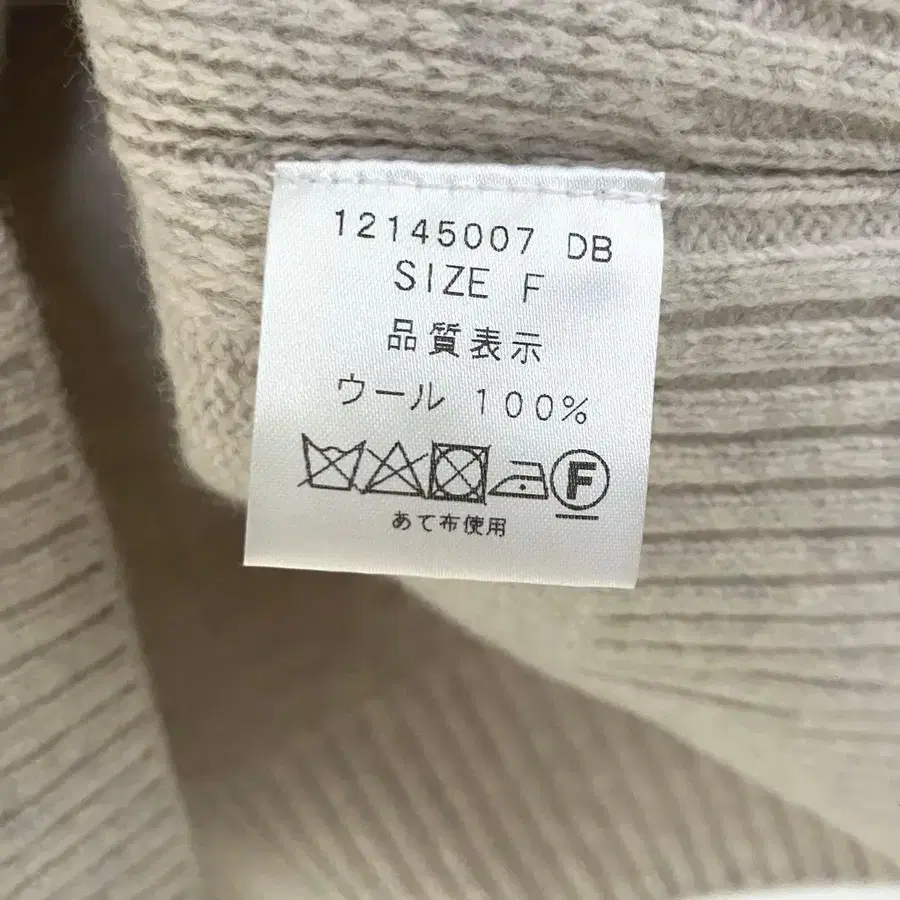 12145007 DB
SIZE F
品質表示
ウール 100%
F
あて布使用